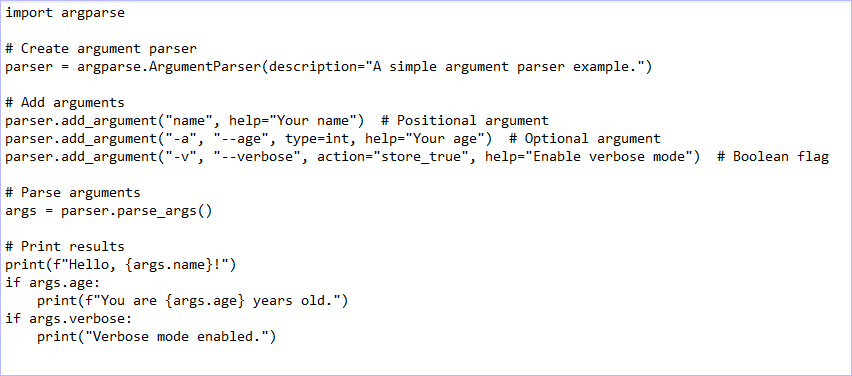 import argparse

# Create argument parser
parser = argparse.ArgumentParser(description="A simple argument parser example.")

# Add arguments
parser.add_argument("name", help="Your name")  # Positional argument
parser.add_argument("-a", "--age", type=int, help="Your age")  # Optional argument
parser.add_argument("-v", "--verbose", action="store_true", help="Enable verbose mode")  # Boolean flag

# Parse arguments
args = parser.parse_args()

# Print results
print(f"Hello, {args.name}!")
if args.age:
    print(f"You are {args.age} years old.")
if args.verbose:
    print("Verbose mode enabled.")